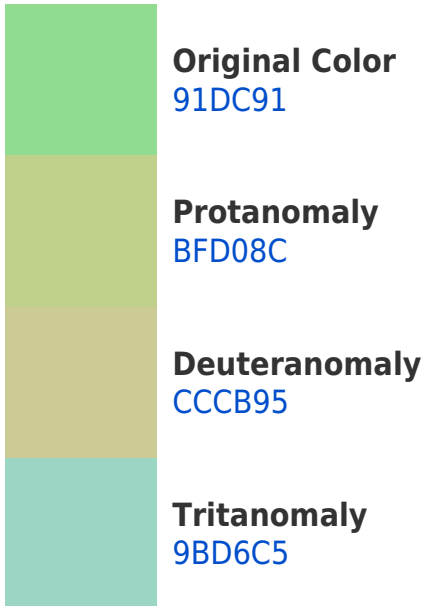 Original Color
91DC91
Protanomaly
BFD08C
Deuteranomaly
CCCB95
Tritanomaly
9BD6C5